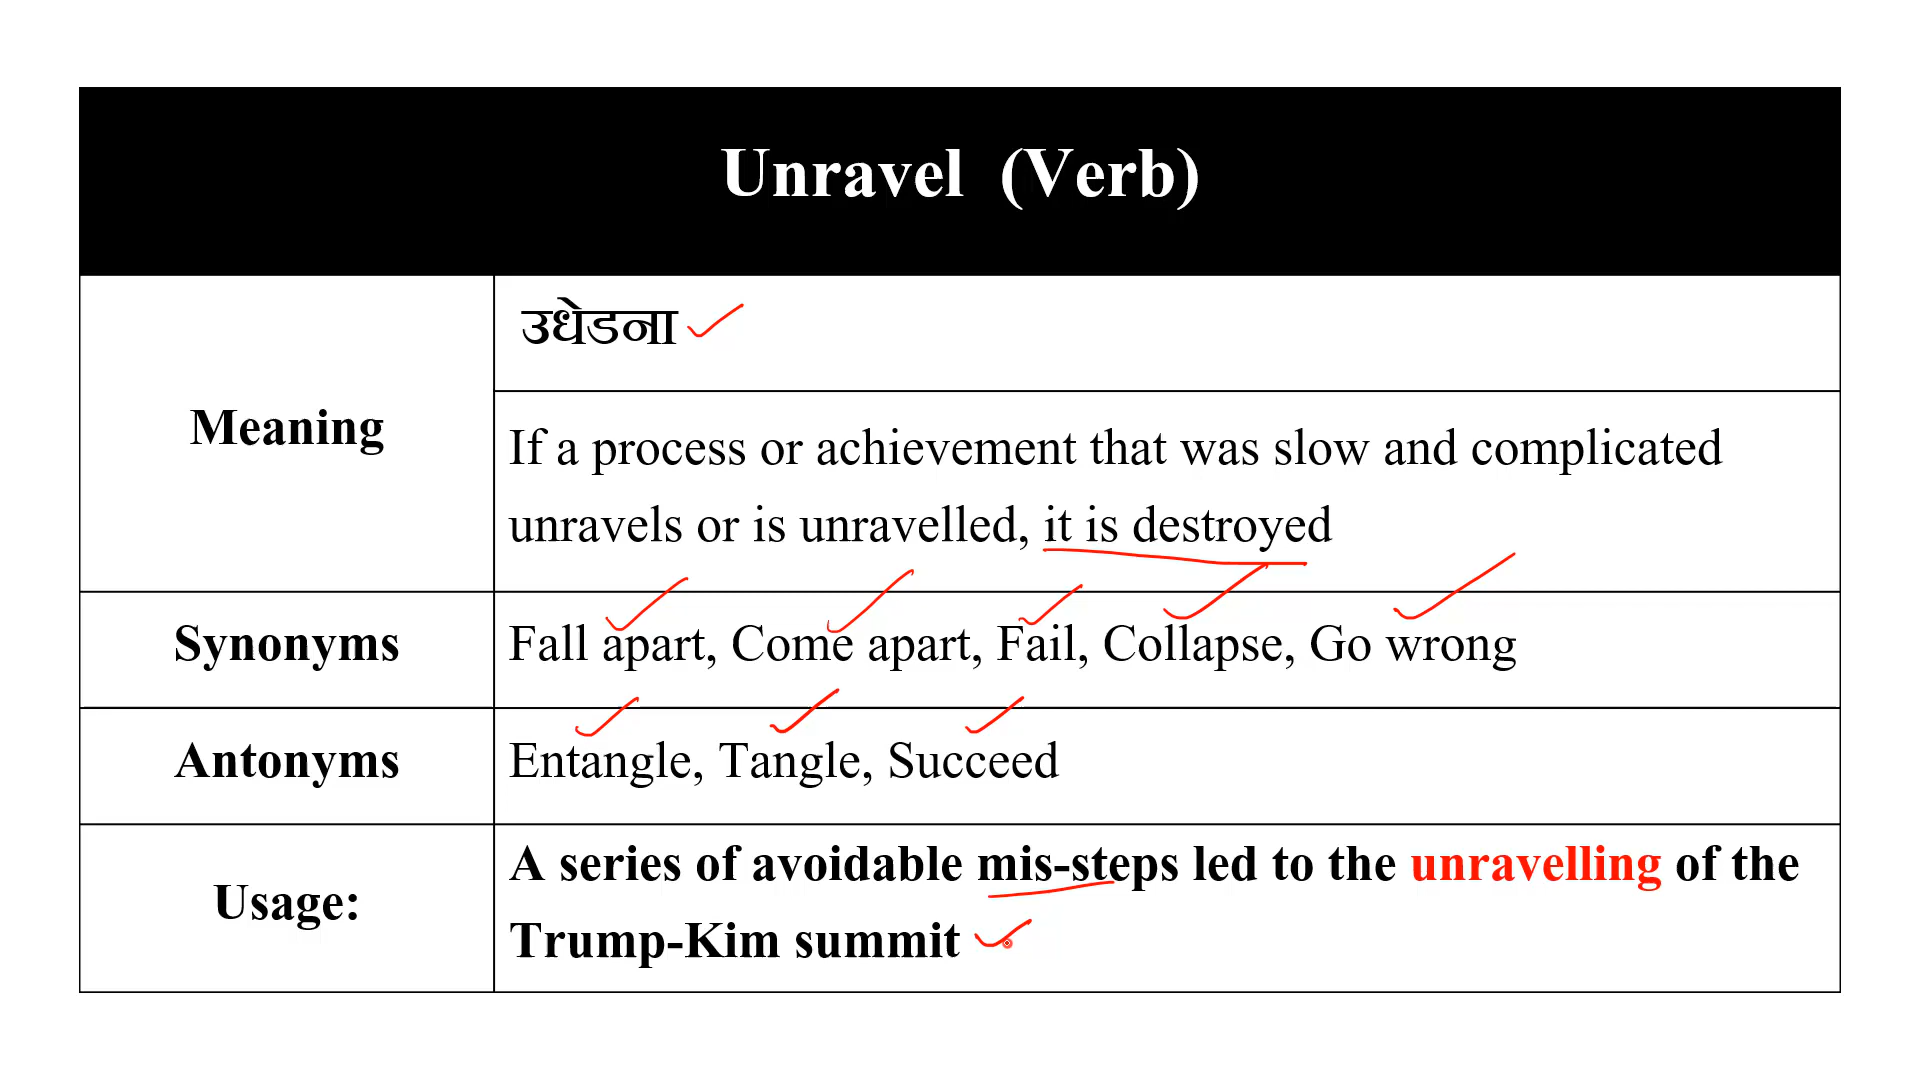 Unravel (Verb)
Meaning
उधेडना
If a process or achievement that was slow and complicated
unravels or is unravelled, it is destroyed
Synonyms
Fall apart, Come apart, Fail, Collapse, Go wrong
Antonyms
Entangle, Tangle, Succeed
Usage:
A series of avoidable mis-steps led to the unravelling of the
Trump-Kim summit